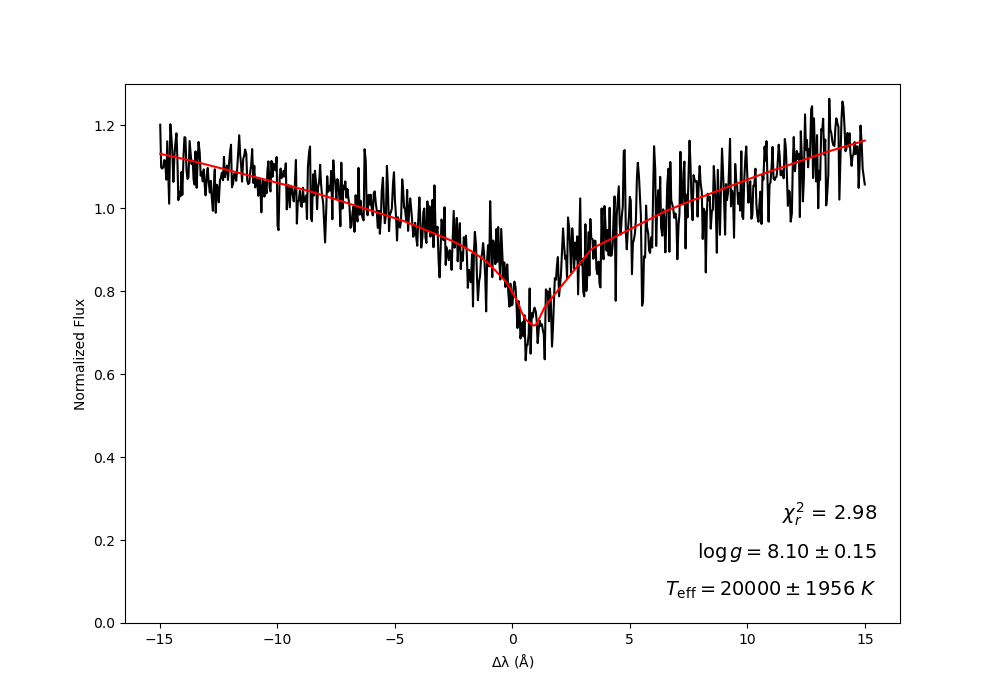 1.2
1.0
0.8
0.6
0.4
0.2
0.0
Normalized Flux
χ²ᵣ = 2.98
log g = 8.10 ± 0.15
T_eff = 20000 ± 1956 K
−15 −10 −5 0 5 10 15
Δλ (Å)